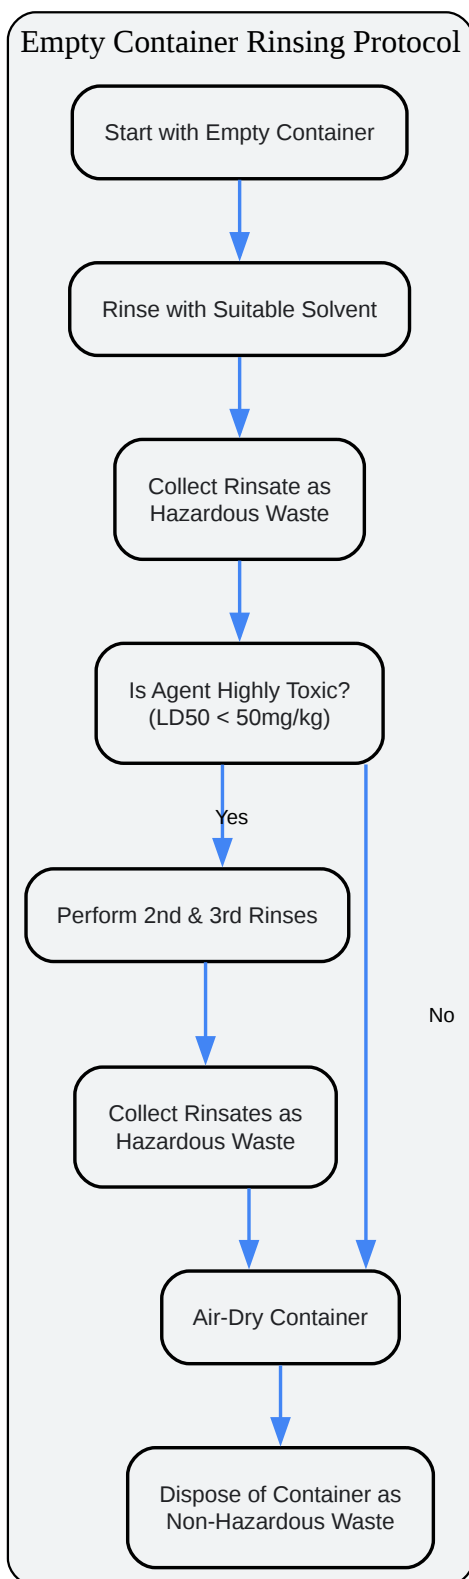 Empty Container Rinsing Protocol
Start with Empty Container
Rinse with Suitable Solvent
Collect Rinsate as
Hazardous Waste
Is Agent Highly Toxic?
(LD50 < 50mg/kg)
Yes
Perform 2nd & 3rd Rinses
No
Collect Rinsates as
Hazardous Waste
Air-Dry Container
Dispose of Container as
Non-Hazardous Waste